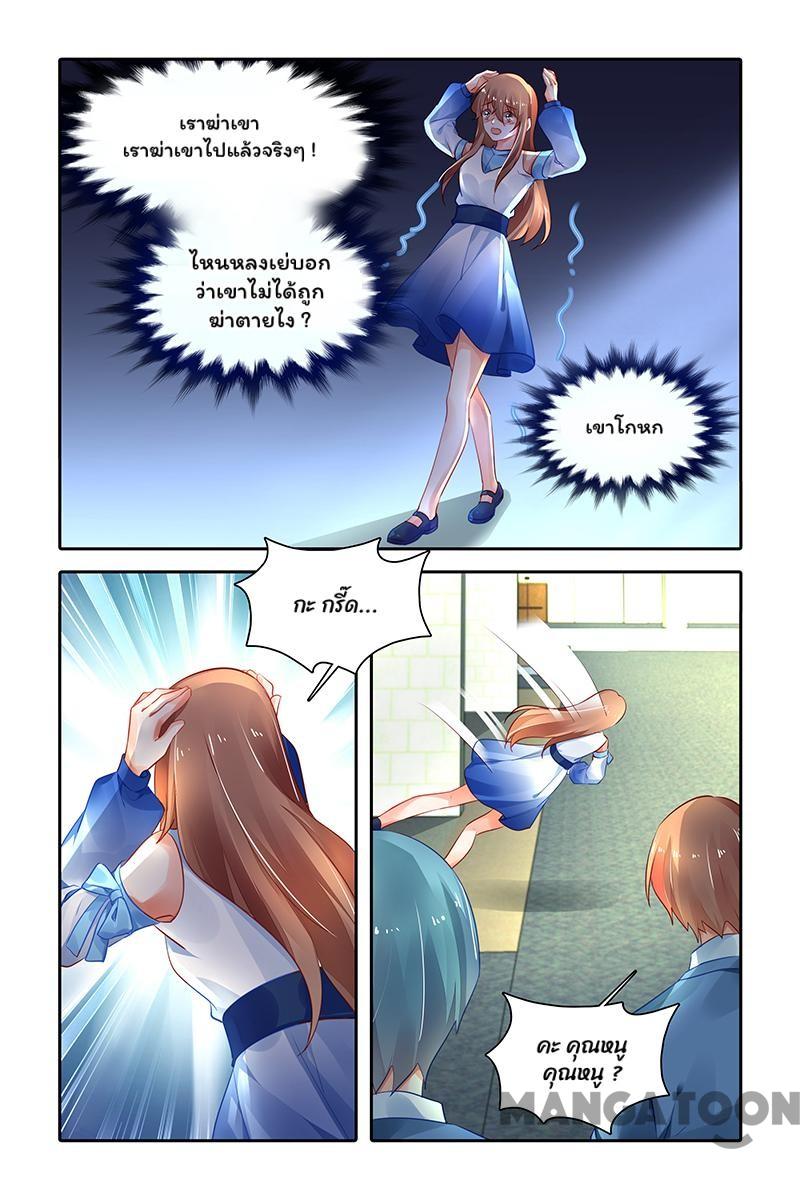 เราฆ่าเขา
เราฆ่าเขาไปแล้วจริงๆ !
ไหนหลงเย่บอก
ว่าเขาไม่ได้ถูก
ฆ่าตายไง ?
เขาโกหก
กะ กรี๊ด...
คะ คุณหนู
คุณหนู ?
MANGATOON